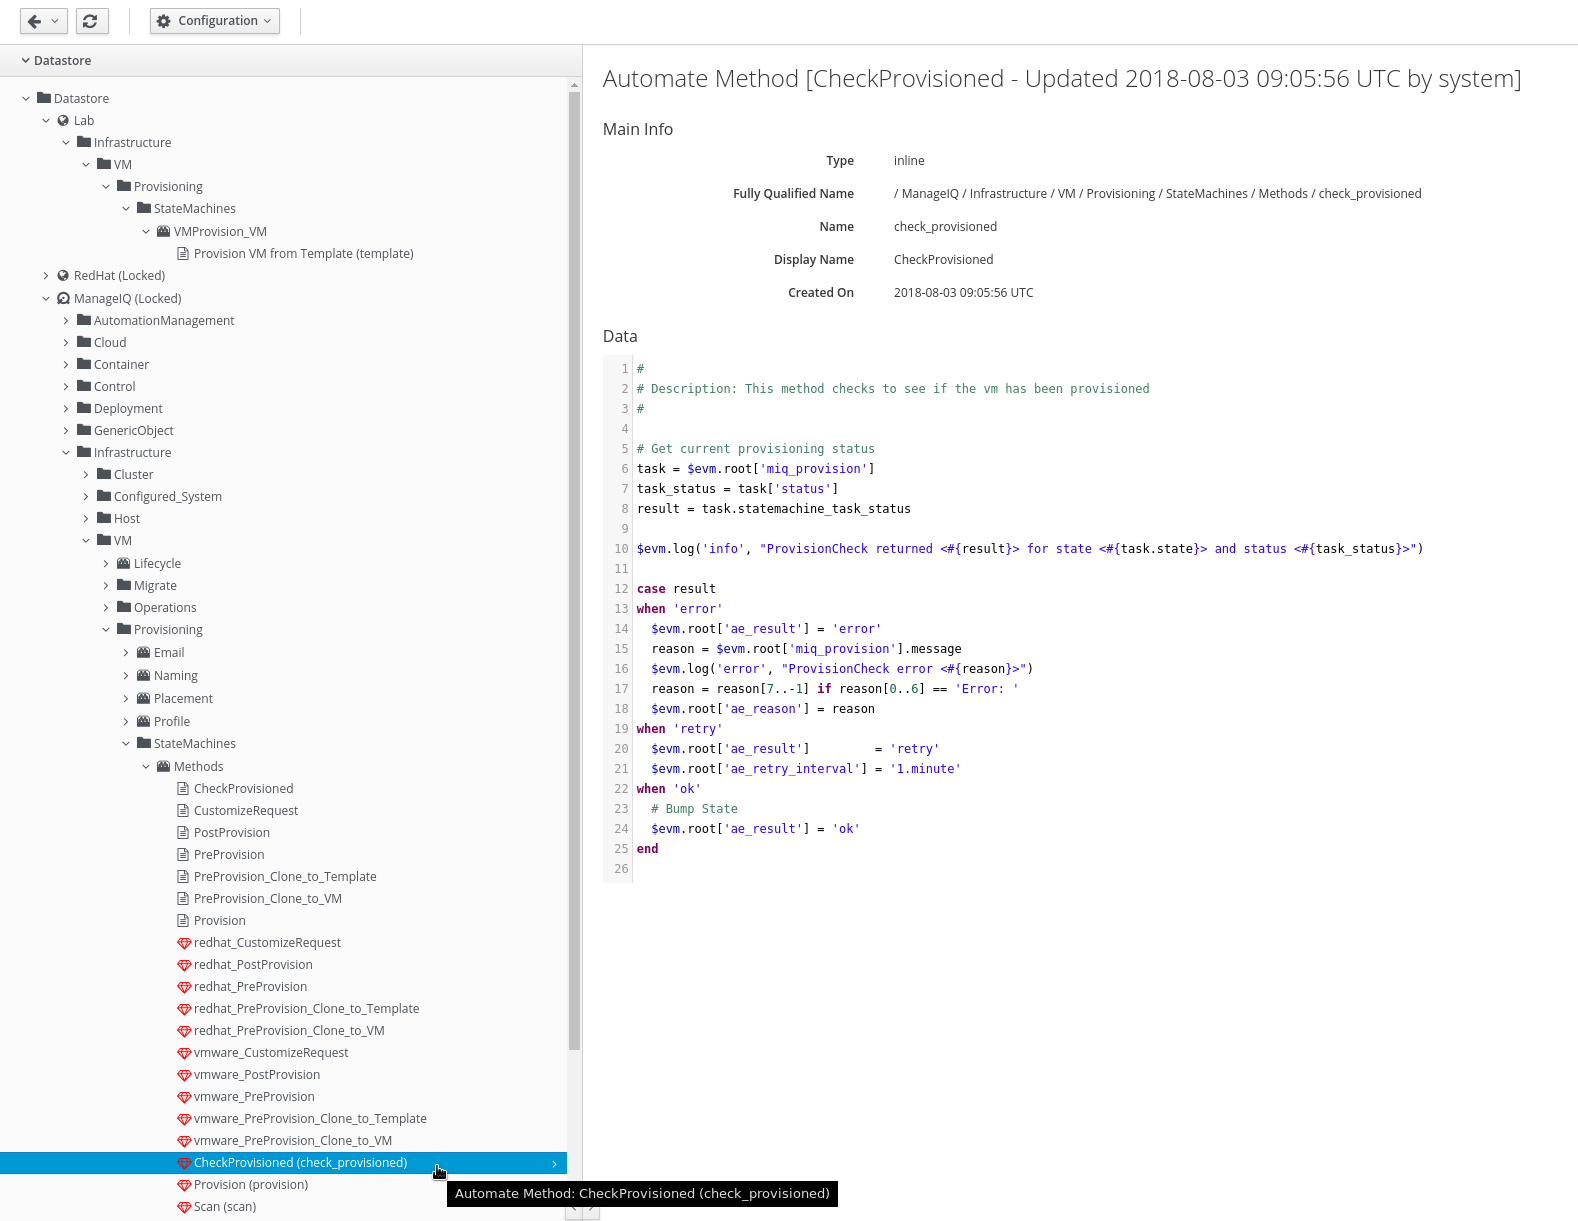 Configuration
Datastore
Datastore
Lab
Infrastructure
VM
Provisioning
StateMachines
VMProvision_VM
Provision VM from Template (template)
RedHat (Locked)
ManageIQ (Locked)
AutomationManagement
Cloud
Container
Control
Deployment
GenericObject
Infrastructure
Cluster
Configured_System
Host
VM
Lifecycle
Migrate
Operations
Provisioning
Email
Naming
Placement
Profile
StateMachines
Methods
CheckProvisioned
CustomizeRequest
PostProvision
PreProvision
PreProvision_Clone_to_Template
PreProvision_Clone_to_VM
Provision
redhat_CustomizeRequest
redhat_PostProvision
redhat_PreProvision
redhat_PreProvision_Clone_to_Template
redhat_PreProvision_Clone_to_VM
vmware_CustomizeRequest
vmware_PostProvision
vmware_PreProvision
vmware_PreProvision_Clone_to_Template
vmware_PreProvision_Clone_to_VM
CheckProvisioned (check_provisioned)
Provision (provision)
Scan (scan)
Automate Method: CheckProvisioned (check_provisioned)
Automate Method [CheckProvisioned - Updated 2018-08-03 09:05:56 UTC by system]
Main Info
Type inline
Fully Qualified Name / ManageIQ / Infrastructure / VM / Provisioning / StateMachines / Methods / check_provisioned
Name check_provisioned
Display Name CheckProvisioned
Created On 2018-08-03 09:05:56 UTC
Data
1 #
2 # Description: This method checks to see if the vm has been provisioned
3 #
4
5 # Get current provisioning status
6 task = $evm.root['miq_provision']
7 task_status = task['status']
8 result = task.statemachine_task_status
9
10 $evm.log('info', "ProvisionCheck returned <#{result}> for state <#{task.state}> and status <#{task_status}>")
11
12 case result
13 when 'error'
14   $evm.root['ae_result'] = 'error'
15   reason = $evm.root['miq_provision'].message
16   $evm.log('error', "ProvisionCheck error <#{reason}>")
17   reason = reason[7..-1] if reason[0..6] == 'Error: '
18   $evm.root['ae_reason'] = reason
19 when 'retry'
20   $evm.root['ae_result']         = 'retry'
21   $evm.root['ae_retry_interval'] = '1.minute'
22 when 'ok'
23   # Bump State
24   $evm.root['ae_result'] = 'ok'
25 end
26